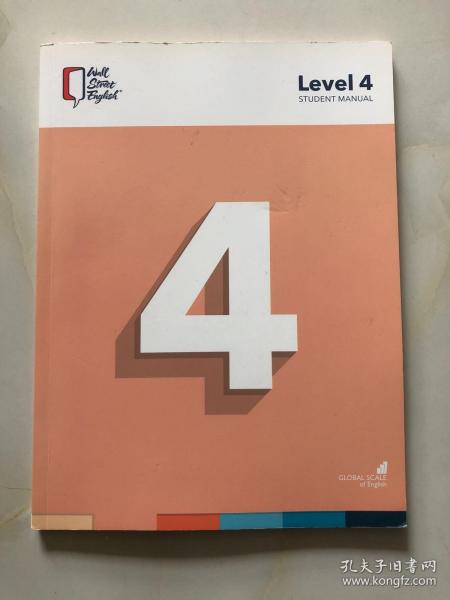 Wall
Street
English
Level 4
STUDENT MANUAL
4
GLOBAL SCALE
of English
孔夫子旧书网
www.kongfz.com